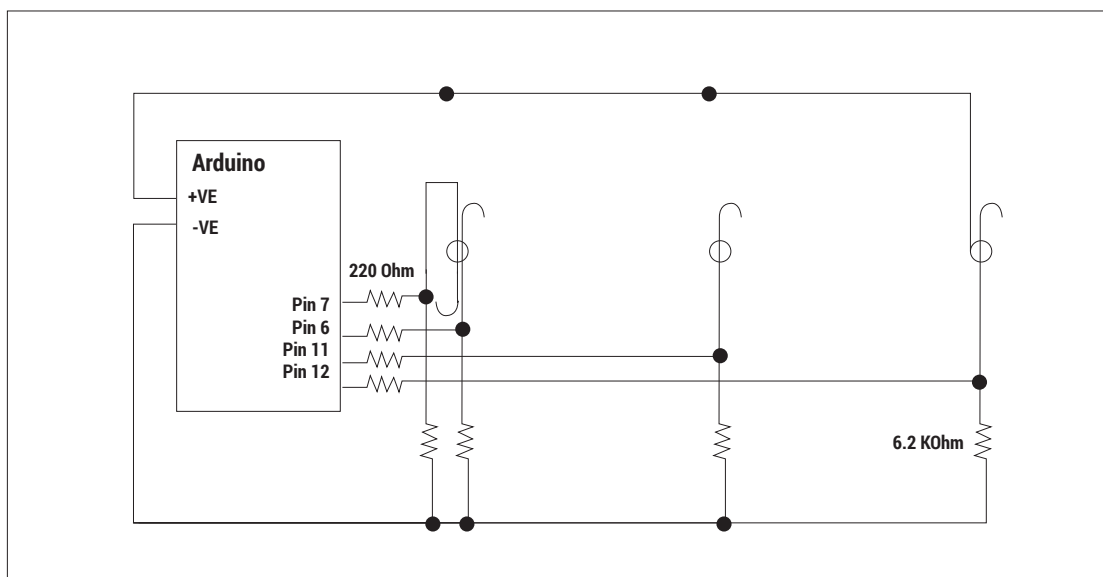 Arduino
+VE
-VE
220 Ohm
Pin 7
Pin 6
Pin 11
Pin 12
6.2 KOhm